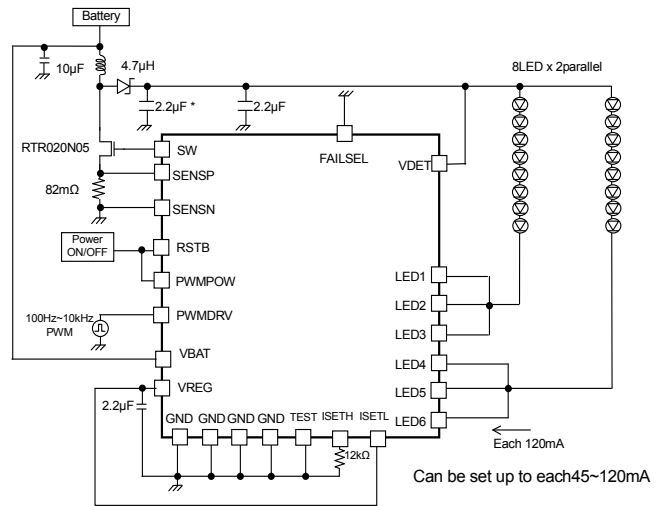 Battery
10µF
4.7µH
8LED x 2parallel
2.2µF *
2.2µF
RTR020N05
SW
FAILSEL
VDET
SENSP
82mΩ
SENSN
Power
ON/OFF
RSTB
PWMPOW
LED1
LED2
100Hz~10kHz
PWM
PWMDRV
LED3
VBAT
LED4
VREG
LED5
2.2µF
GND GND GND GND TEST ISETH ISETL
LED6
12kΩ
Each 120mA
Can be set up to each45~120mA